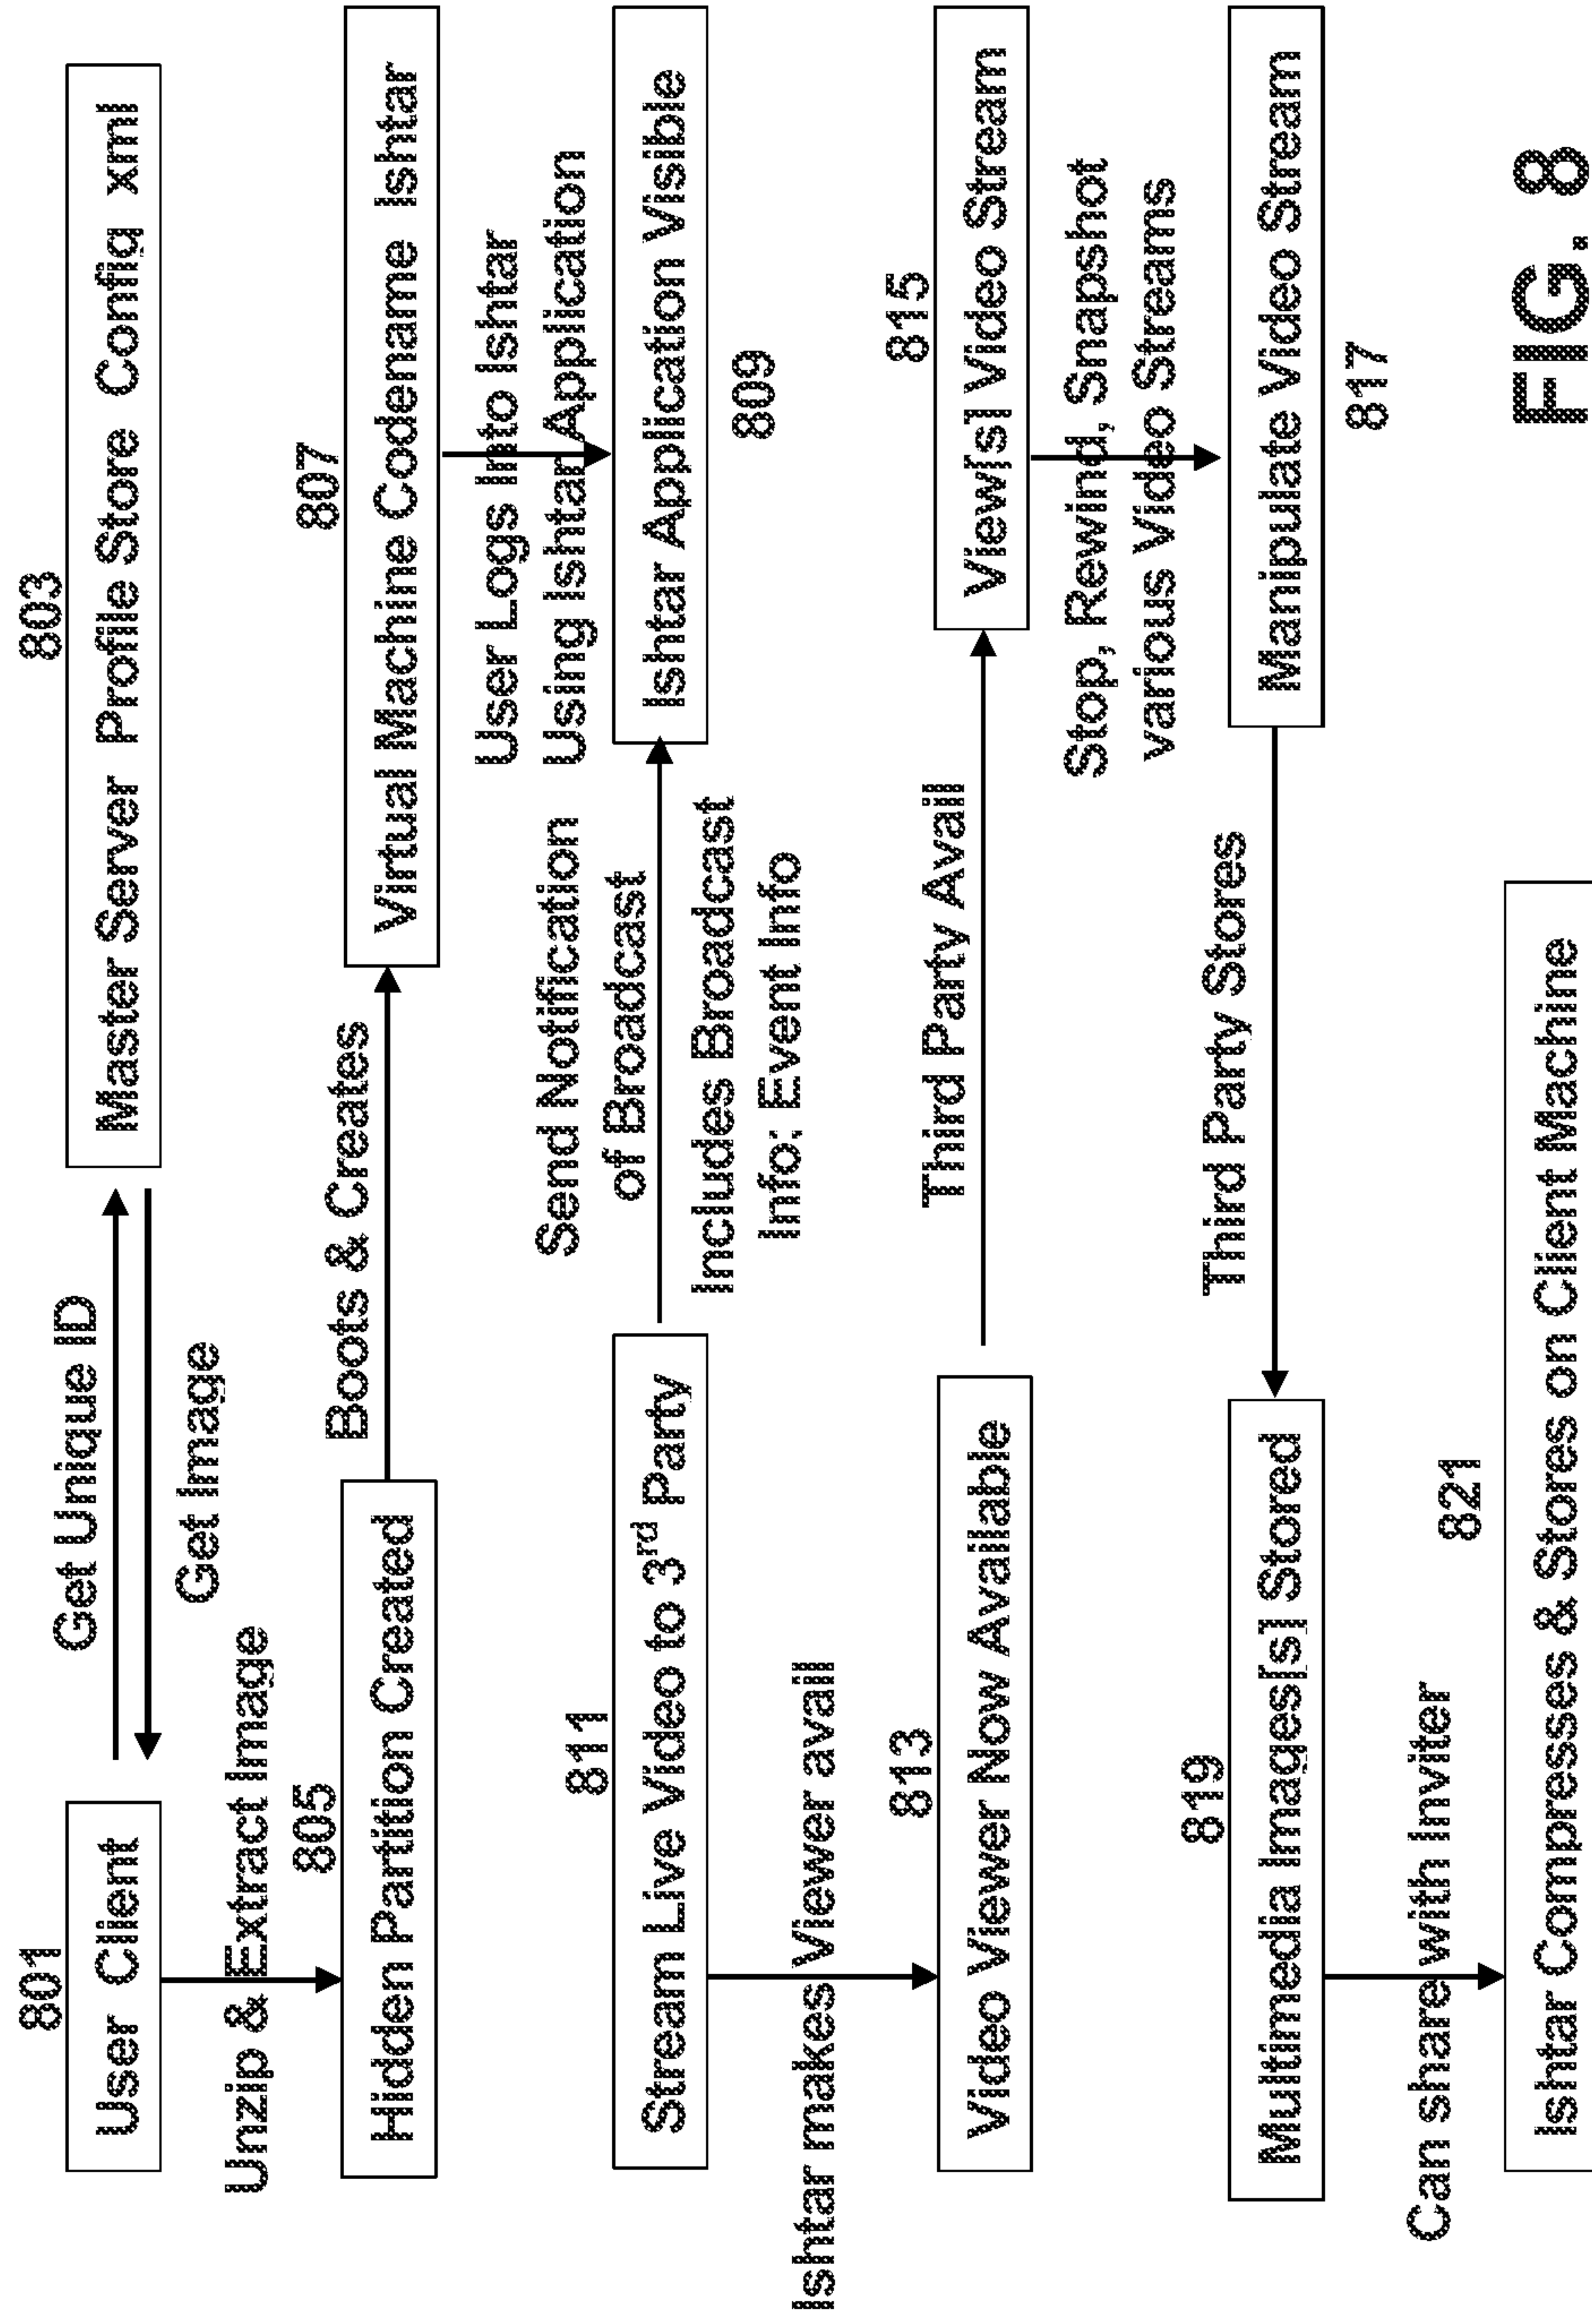 801
User Client
Get Unique ID
Get Image
803
Master Server Profile Store Config xml
Unzip & Extract Image
805
Hidden Partition Created
Boots & Creates
807
Virtual Machine Codename Ishtar
User Logs Into Ishtar
Using Ishtar Application
811
Stream Live Video to 3rd Party
Send Notification
of Broadcast
Includes Broadcast
Info: Event Info
Ishtar Application Visible
809
Ishtar makes Viewer avail
813
Video Viewer Now Available
Third Party Avail
815
View[s] Video Stream
Stop, Rewind, Snapshot
various Video Streams
819
Multimedia Images[s] Stored
Third Party Stores
Manipulate Video Stream
817
Can share with Inviter
821
Ishtar Compresses & Stores on Client Machine
FIG. 8